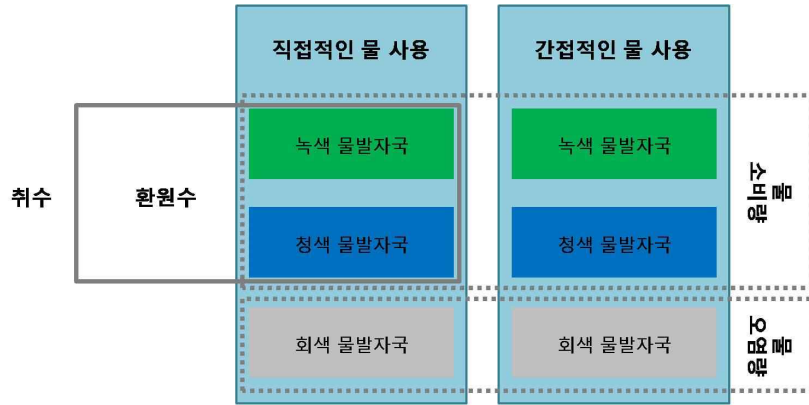 직접적인 물 사용
간접적인 물 사용
녹색 물발자국
녹색 물발자국
취수
환원수
물
소비량
청색 물발자국
청색 물발자국
회색 물발자국
회색 물발자국
물
오염량